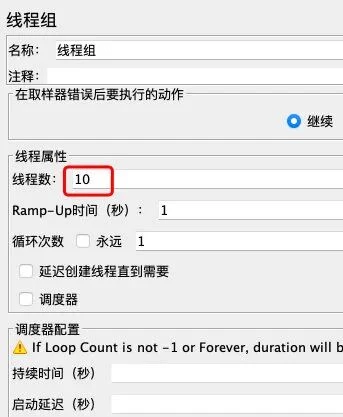 线程组
名称： 线程组
注释：
在取样器错误后要执行的动作
继续
线程属性
线程数： 10
Ramp-Up时间（秒）： 1
循环次数 永远 1
延迟创建线程直到需要
调度器
调度器配置
If Loop Count is not -1 or Forever, duration will b
持续时间（秒）
启动延迟（秒）